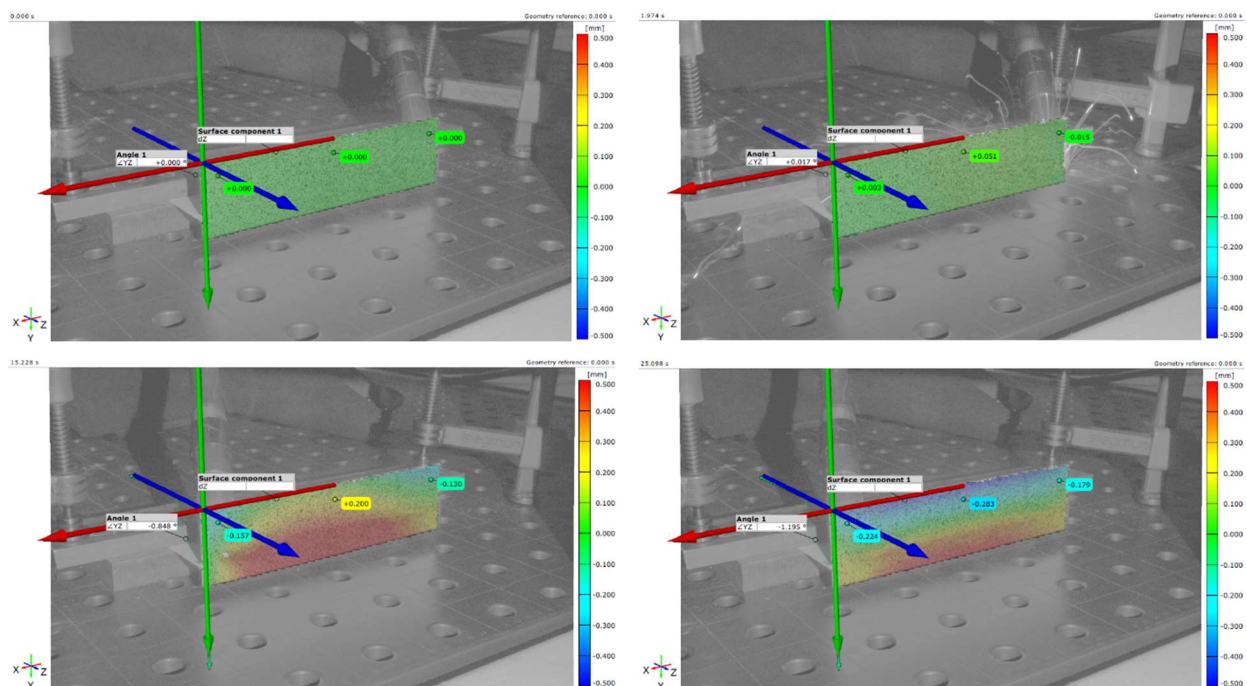 0.000 s
Geometry reference: 0.000 s
[mm]
0.500
0.400
0.300
0.200
0.100
0.000
-0.100
-0.200
-0.300
-0.400
-0.500
Surface component 1
dZ
Angle 1
∠YZ +0.000 °
+0.000
+0.000
+0.000
X Z
Y
1.974 s
Geometry reference: 0.000 s
[mm]
0.500
0.400
0.300
0.200
0.100
0.000
-0.100
-0.200
-0.300
-0.400
-0.500
Surface component 1
dZ
Angle 1
∠YZ +0.017 °
-0.015
+0.051
+0.003
X Z
Y
15.228 s
Geometry reference: 0.000 s
[mm]
0.500
0.400
0.300
0.200
0.100
0.000
-0.100
-0.200
-0.300
-0.400
-0.500
Surface component 1
dZ
Angle 1
∠YZ -0.848 °
-0.130
+0.200
-0.157
X Z
Y
25.098 s
Geometry reference: 0.000 s
[mm]
0.500
0.400
0.300
0.200
0.100
0.000
-0.100
-0.200
-0.300
-0.400
-0.500
Surface component 1
dZ
Angle 1
∠YZ -1.195 °
-0.179
-0.283
-0.224
X Z
Y